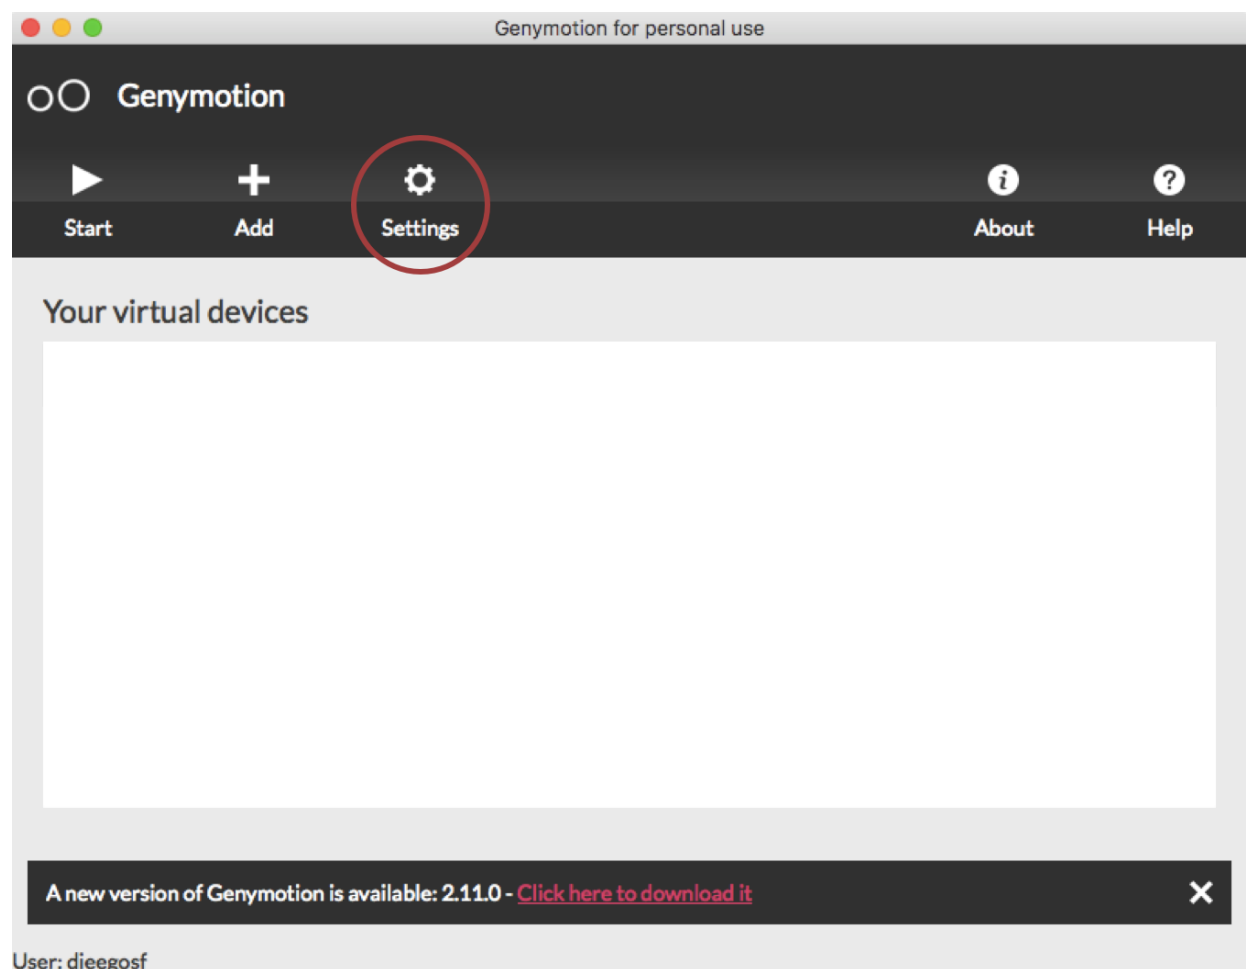 Genymotion for personal use
Genymotion
Start Add Settings About Help
Your virtual devices
A new version of Genymotion is available: 2.11.0 - Click here to download it
User: dieegosf